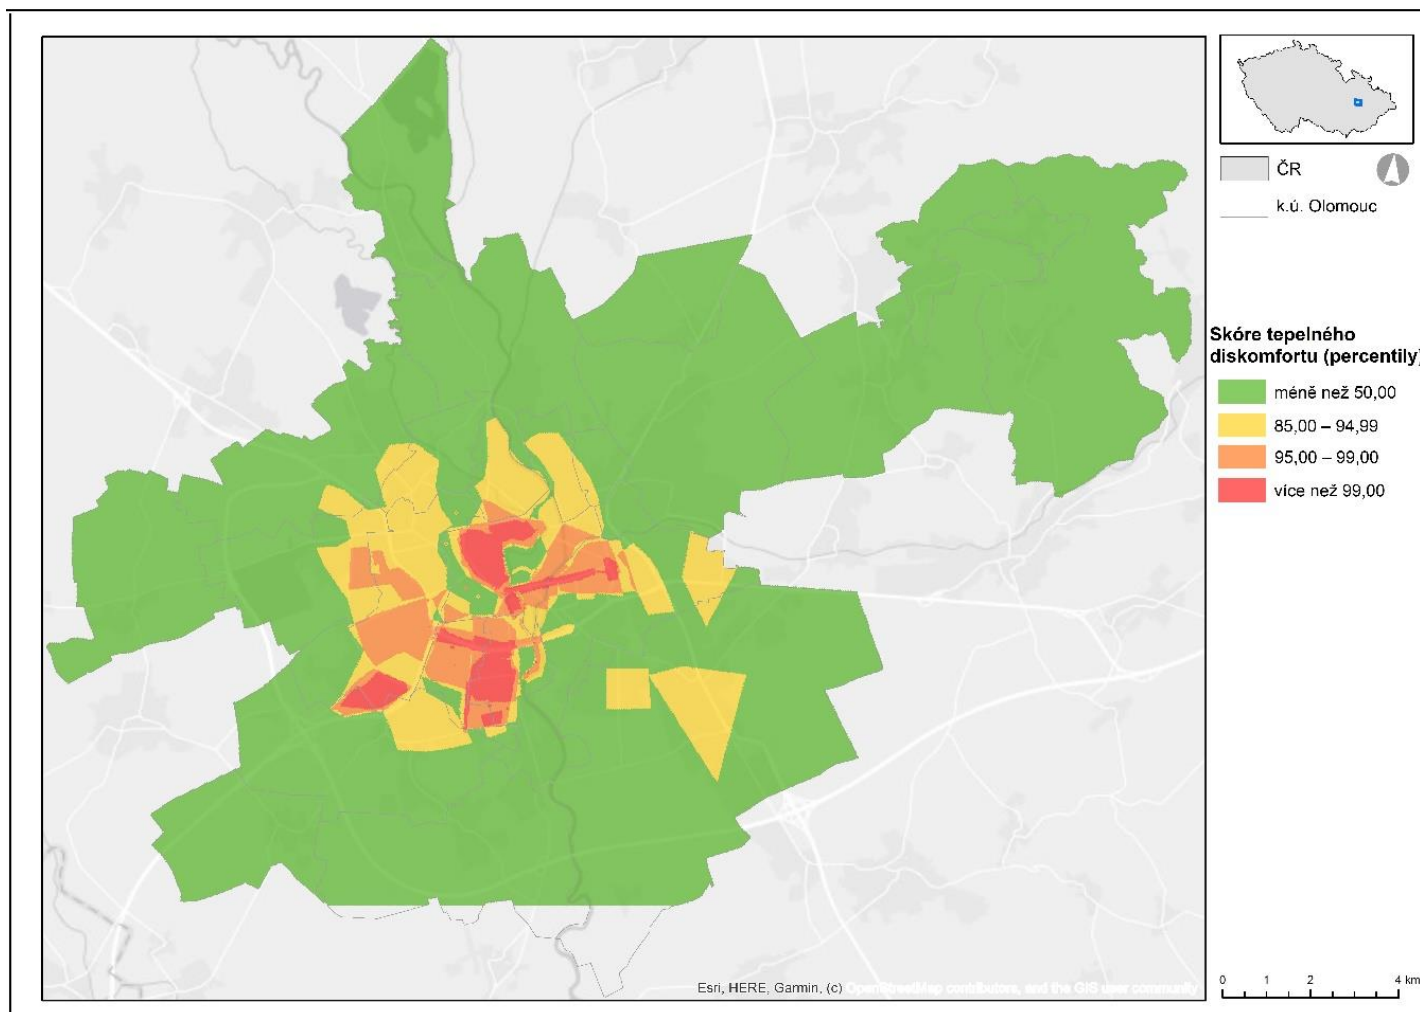 ČR
k.ú. Olomouc
Skóre tepelného
diskomfortu (percentily)
méně než 50,00
85,00 – 94,99
95,00 – 99,00
více než 99,00
0 1 2 4 km
Esri, HERE, Garmin, (c) OpenStreetMap contributors, and the GIS user community